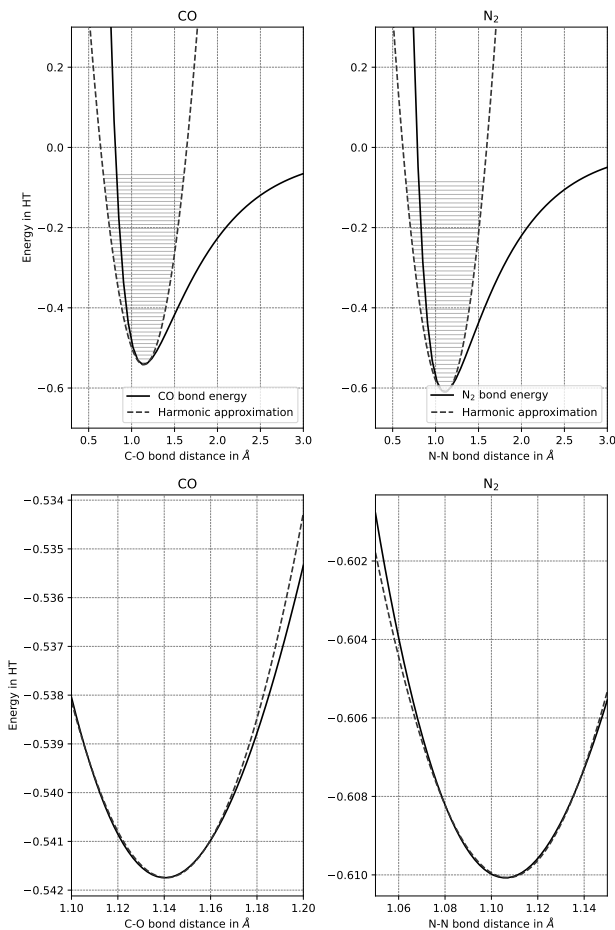 CO
N₂
0.2
0.0
−0.2
−0.4
−0.6
Energy in HT
CO bond energy
Harmonic approximation
0.5 1.0 1.5 2.0 2.5 3.0
C-O bond distance in Å
0.2
0.0
−0.2
−0.4
−0.6
N₂ bond energy
Harmonic approximation
0.5 1.0 1.5 2.0 2.5 3.0
N-N bond distance in Å
CO
N₂
−0.534
−0.535
−0.536
−0.537
−0.538
−0.539
−0.540
−0.541
−0.542
Energy in HT
1.10 1.12 1.14 1.16 1.18 1.20
C-O bond distance in Å
−0.602
−0.604
−0.606
−0.608
−0.610
1.06 1.08 1.10 1.12 1.14
N-N bond distance in Å